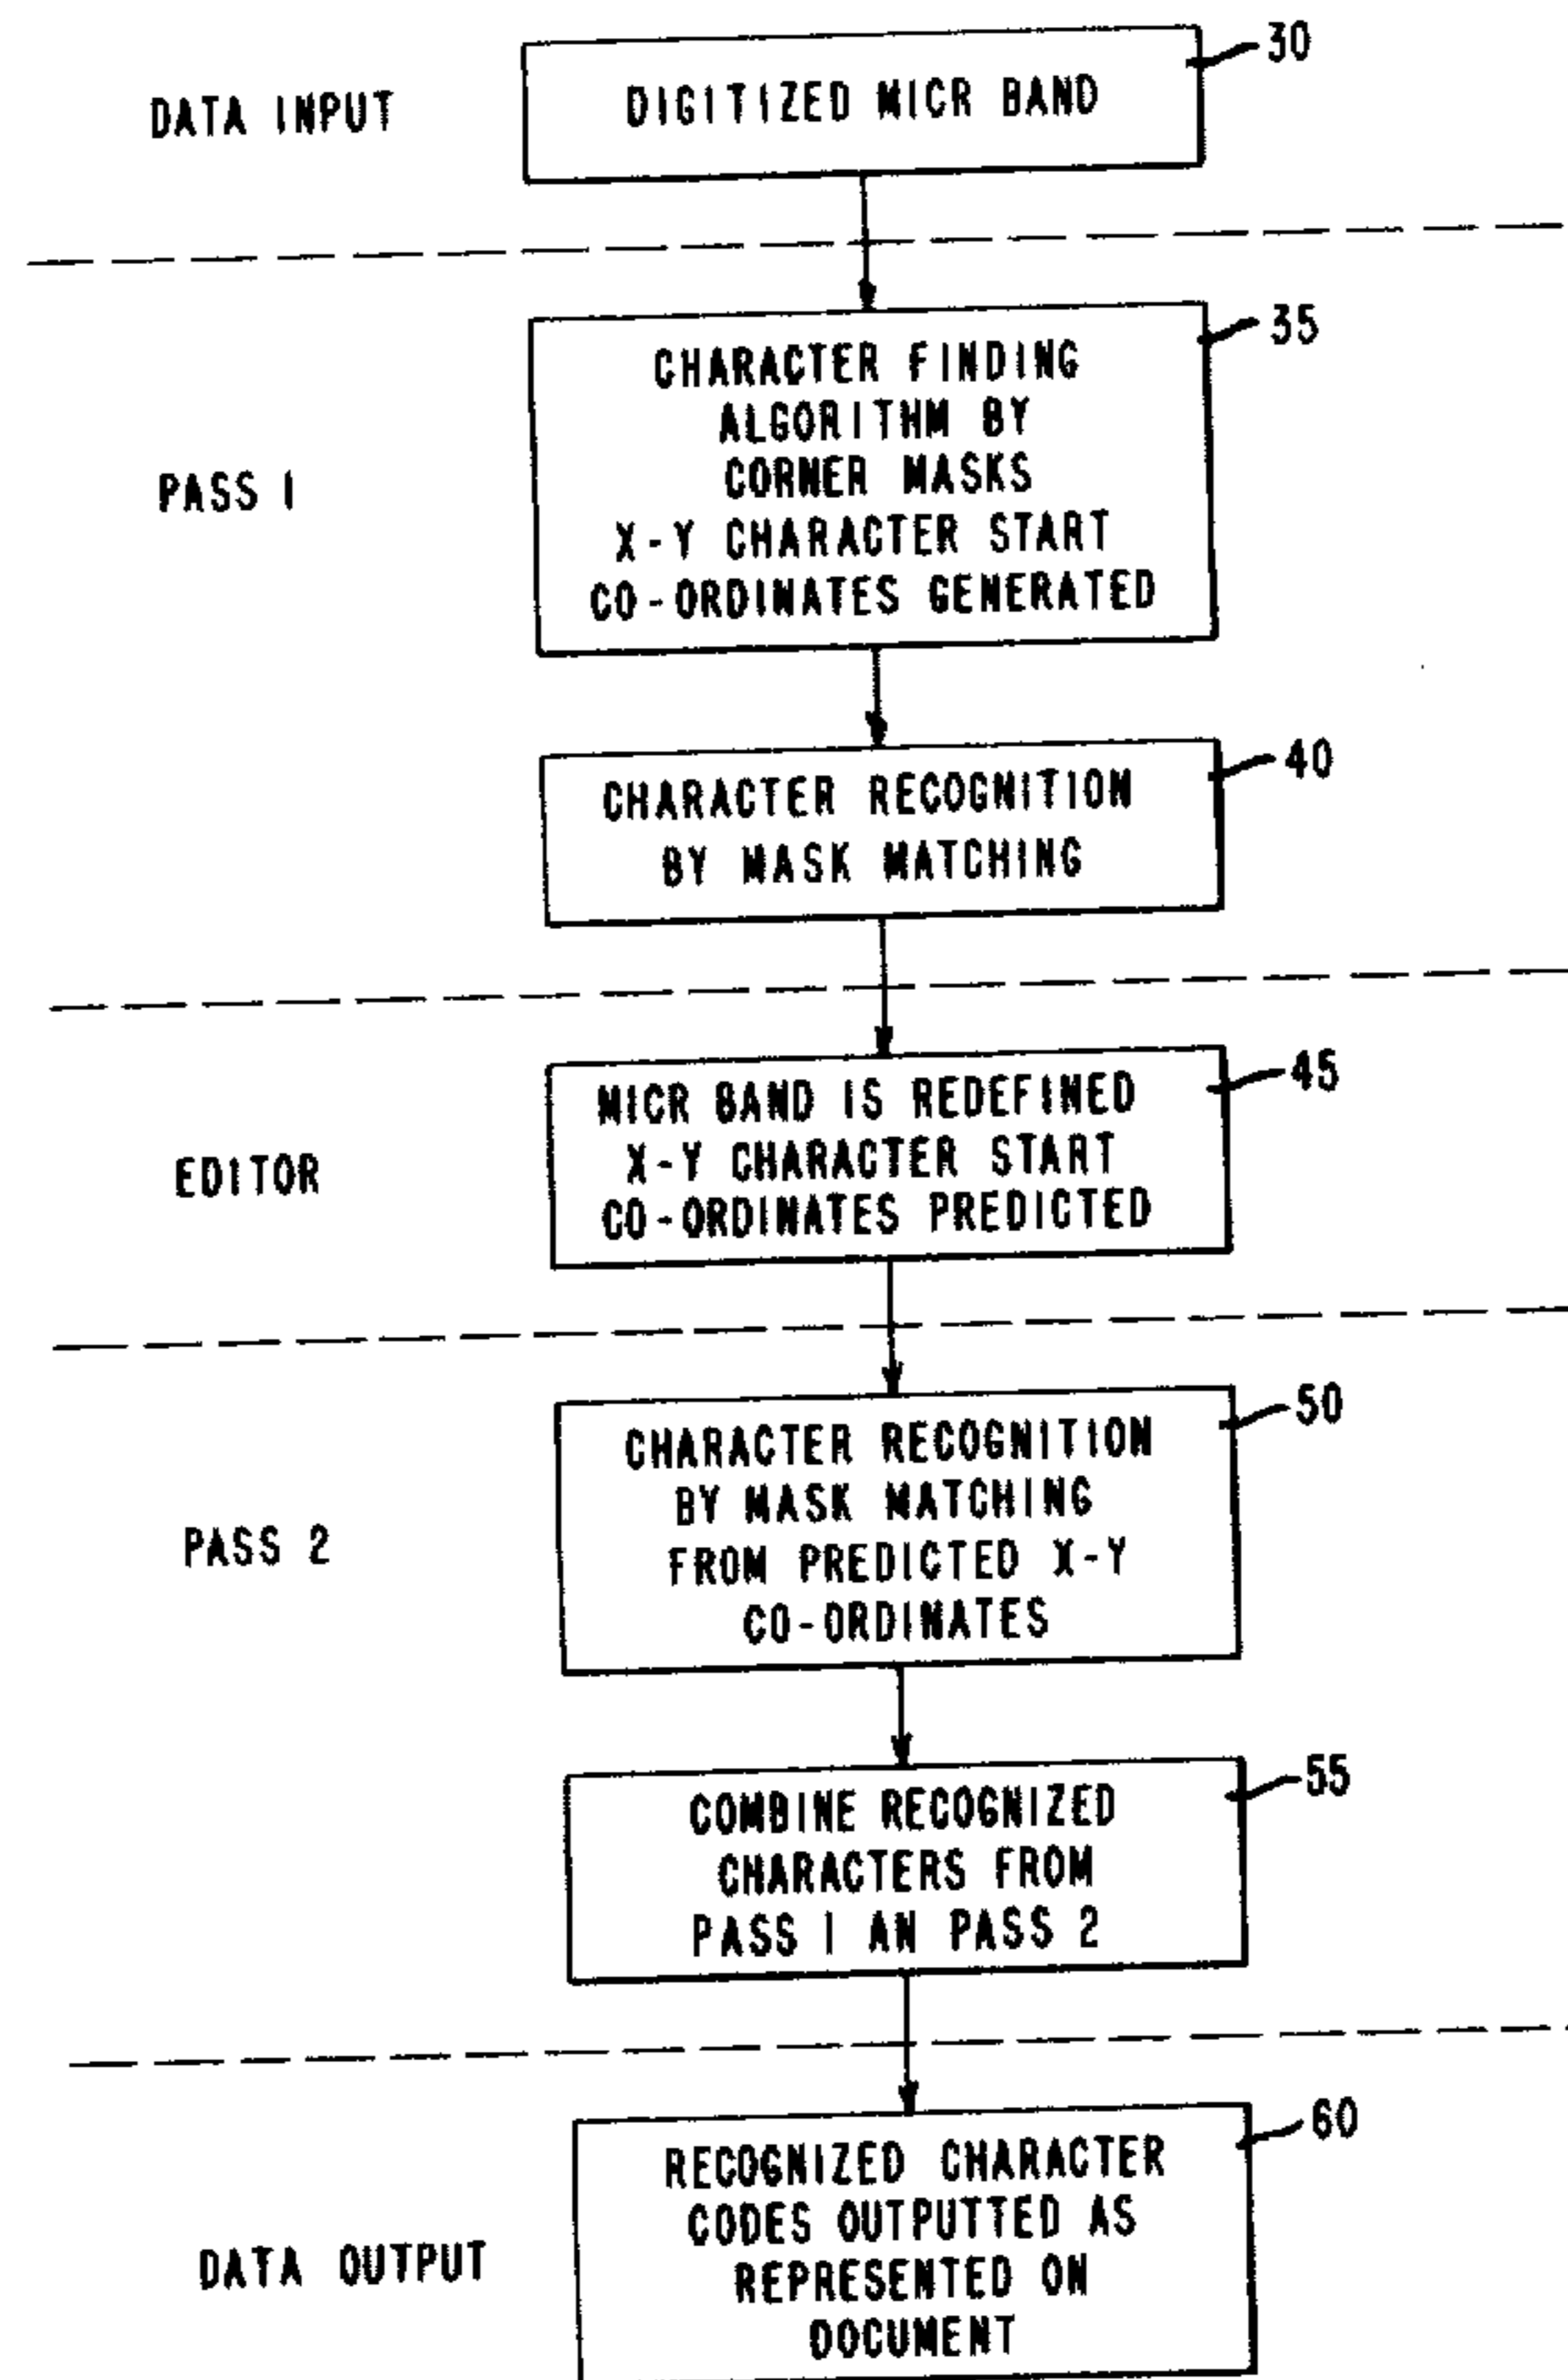 DATA INPUT
DIGITIZED MICR BAND
30
PASS 1
CHARACTER FINDING
ALGORITHM BY
CORNER MASKS
X-Y CHARACTER START
CO-ORDINATES GENERATED
35
CHARACTER RECOGNITION
BY MASK MATCHING
40
EDITOR
MICR BAND IS REDEFINED
X-Y CHARACTER START
CO-ORDINATES PREDICTED
45
PASS 2
CHARACTER RECOGNITION
BY MASK MATCHING
FROM PREDICTED X-Y
CO-ORDINATES
50
COMBINE RECOGNIZED
CHARACTERS FROM
PASS 1 AN PASS 2
55
DATA OUTPUT
RECOGNIZED CHARACTER
CODES OUTPUTTED AS
REPRESENTED ON
DOCUMENT
60